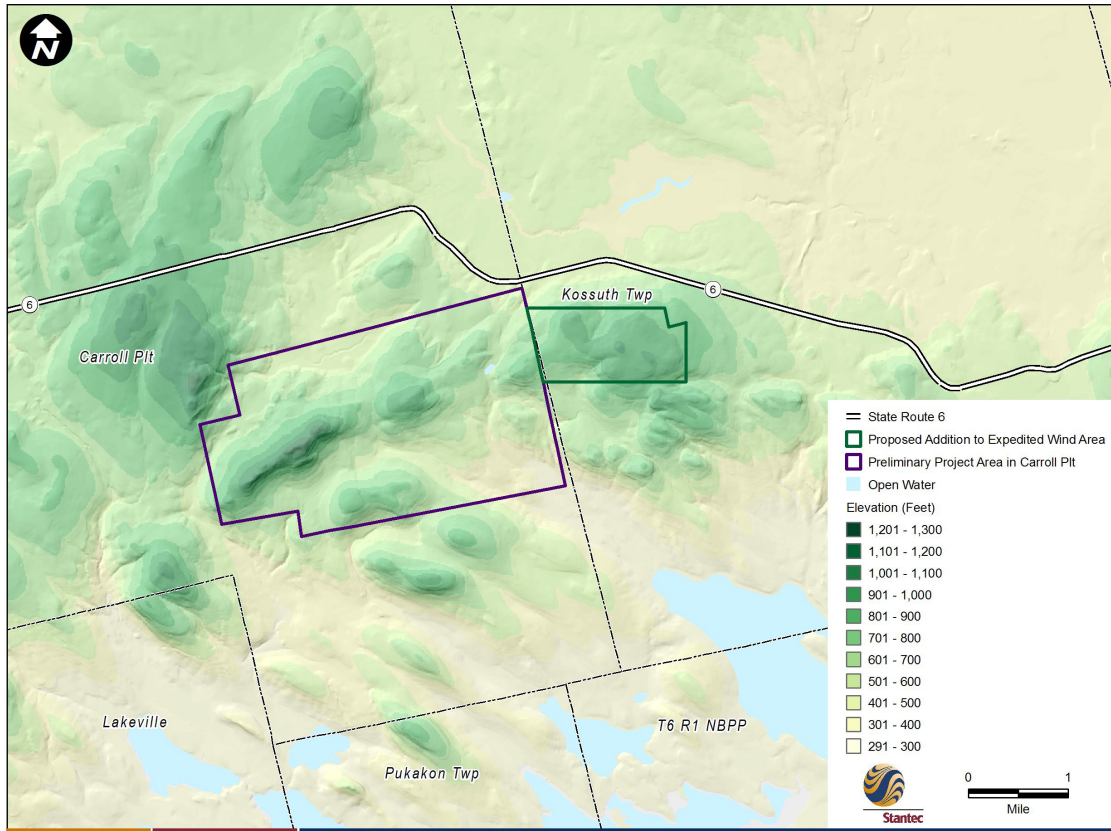 N
6
6
Kossuth Twp
Carroll Plt
Lakeville
Pukakon Twp
T6 R1 NBPP
State Route 6
Proposed Addition to Expedited Wind Area
Preliminary Project Area in Carroll Plt
Open Water
Elevation (Feet)
1,201 - 1,300
1,101 - 1,200
1,001 - 1,100
901 - 1,000
801 - 900
701 - 800
601 - 700
501 - 600
401 - 500
301 - 400
291 - 300
Stantec
0 1
Mile